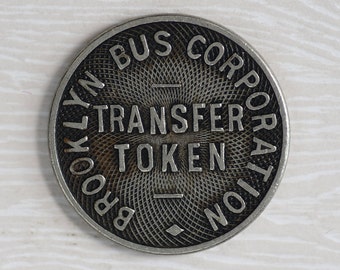 BROOKLYN BUS CORPORATION
TRANSFER
TOKEN